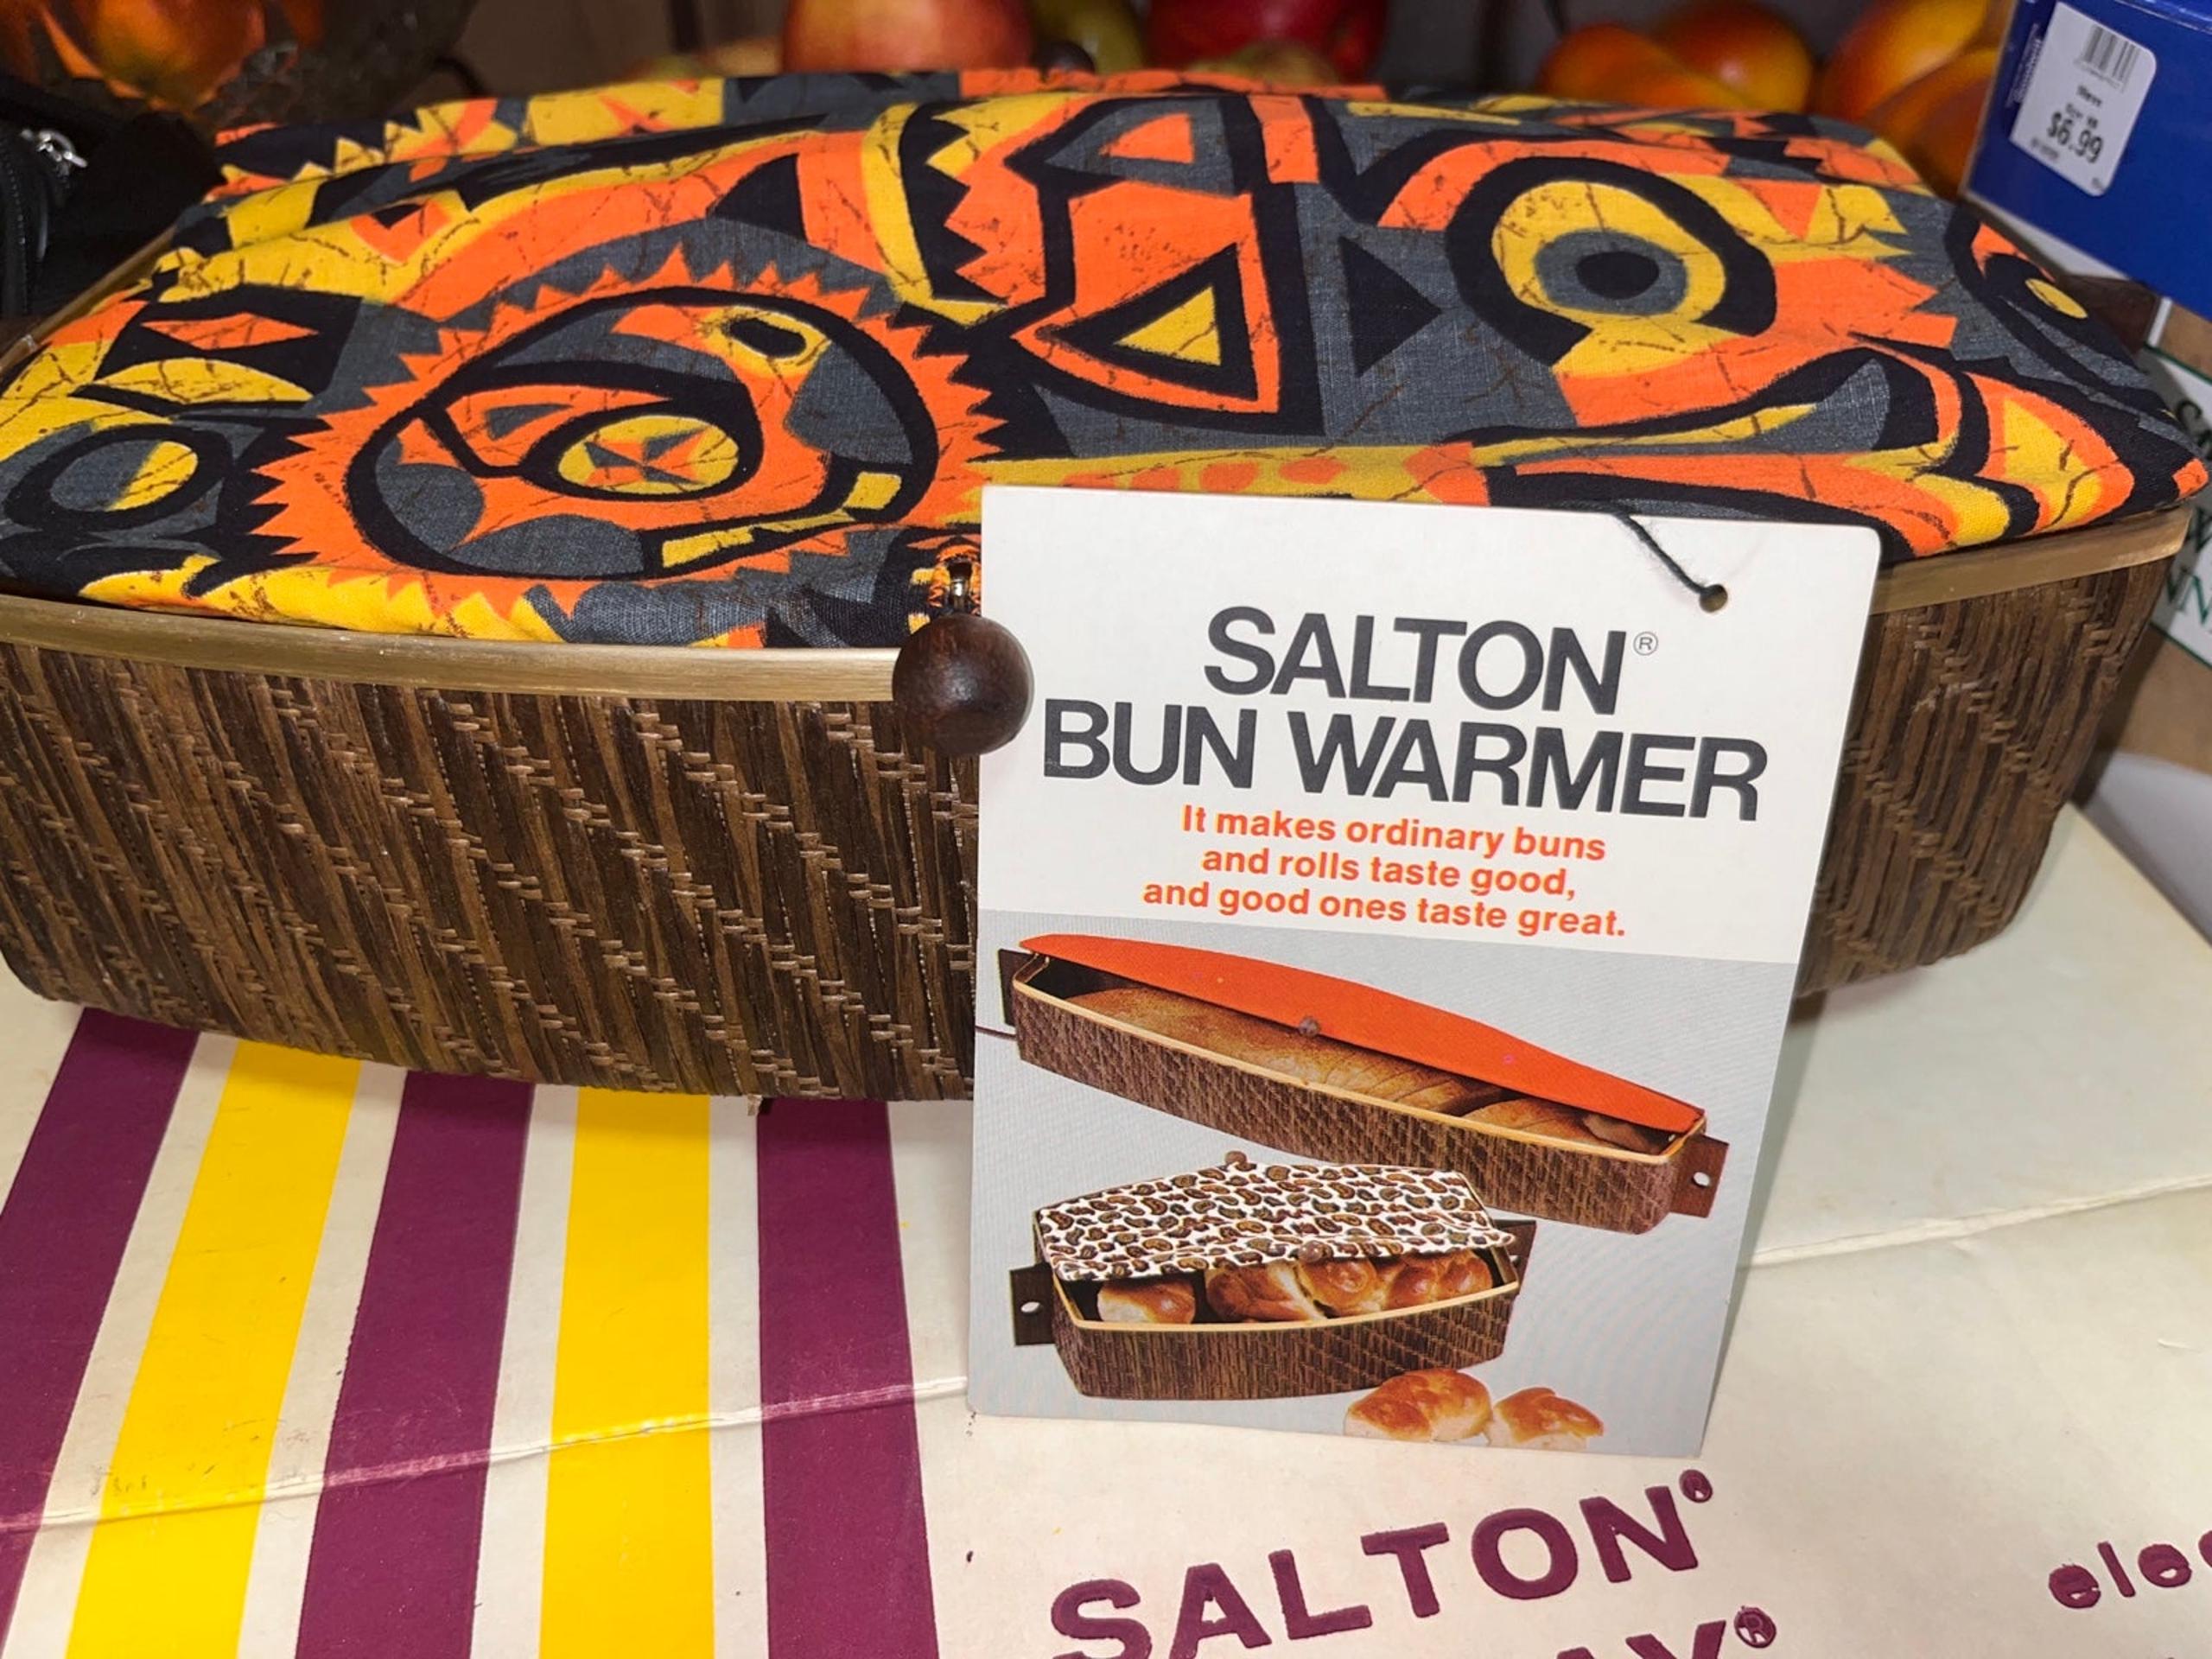 $6.99
SALTON®
BUN WARMER
It makes ordinary buns
and rolls taste good,
and good ones taste great.
SALTON®